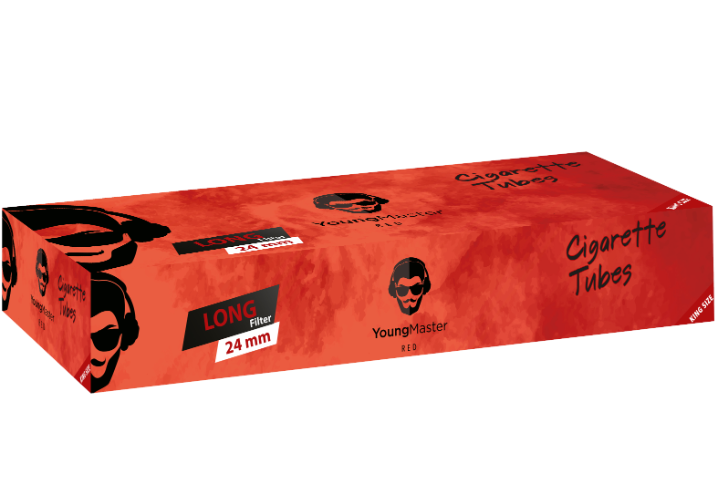 Cigarette
Tubes
YoungMaster
RED
LONG
Filter
24 mm
Cigarette
Tubes
YoungMaster
RED
LONG
Filter
24 mm
YoungMaster
RED
Cigarette
Tubes
KING SIZE